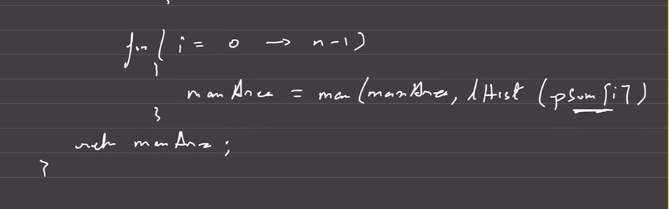 for( i = 0 → n-1)
{
maxArea = max(maxArea, lHist (pSum[i])
}
return maxArea;
}